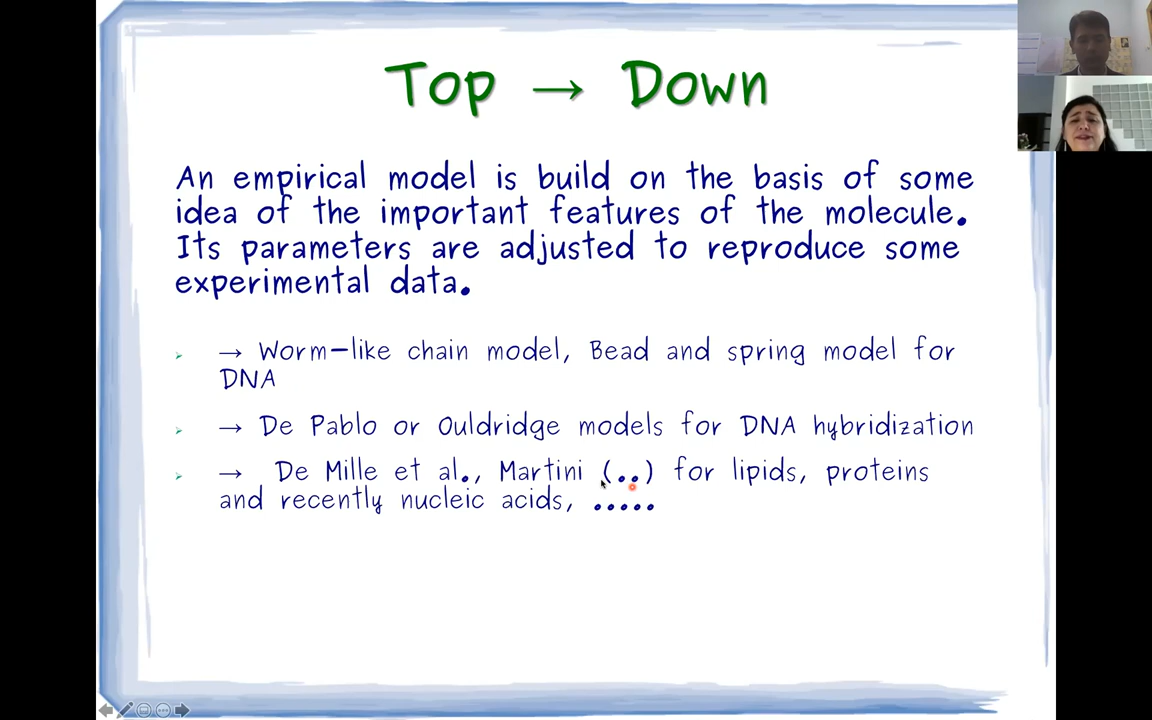 Top → Down
An empirical model is build on the basis of some
idea of the important features of the molecule.
Its parameters are adjusted to reproduce some
experimental data.
→ Worm-like chain model, Bead and spring model for
DNA
→ De Pablo or Ouldridge models for DNA hybridization
→ De Mille et al., Martini (..) for lipids, proteins
and recently nucleic acids, .....